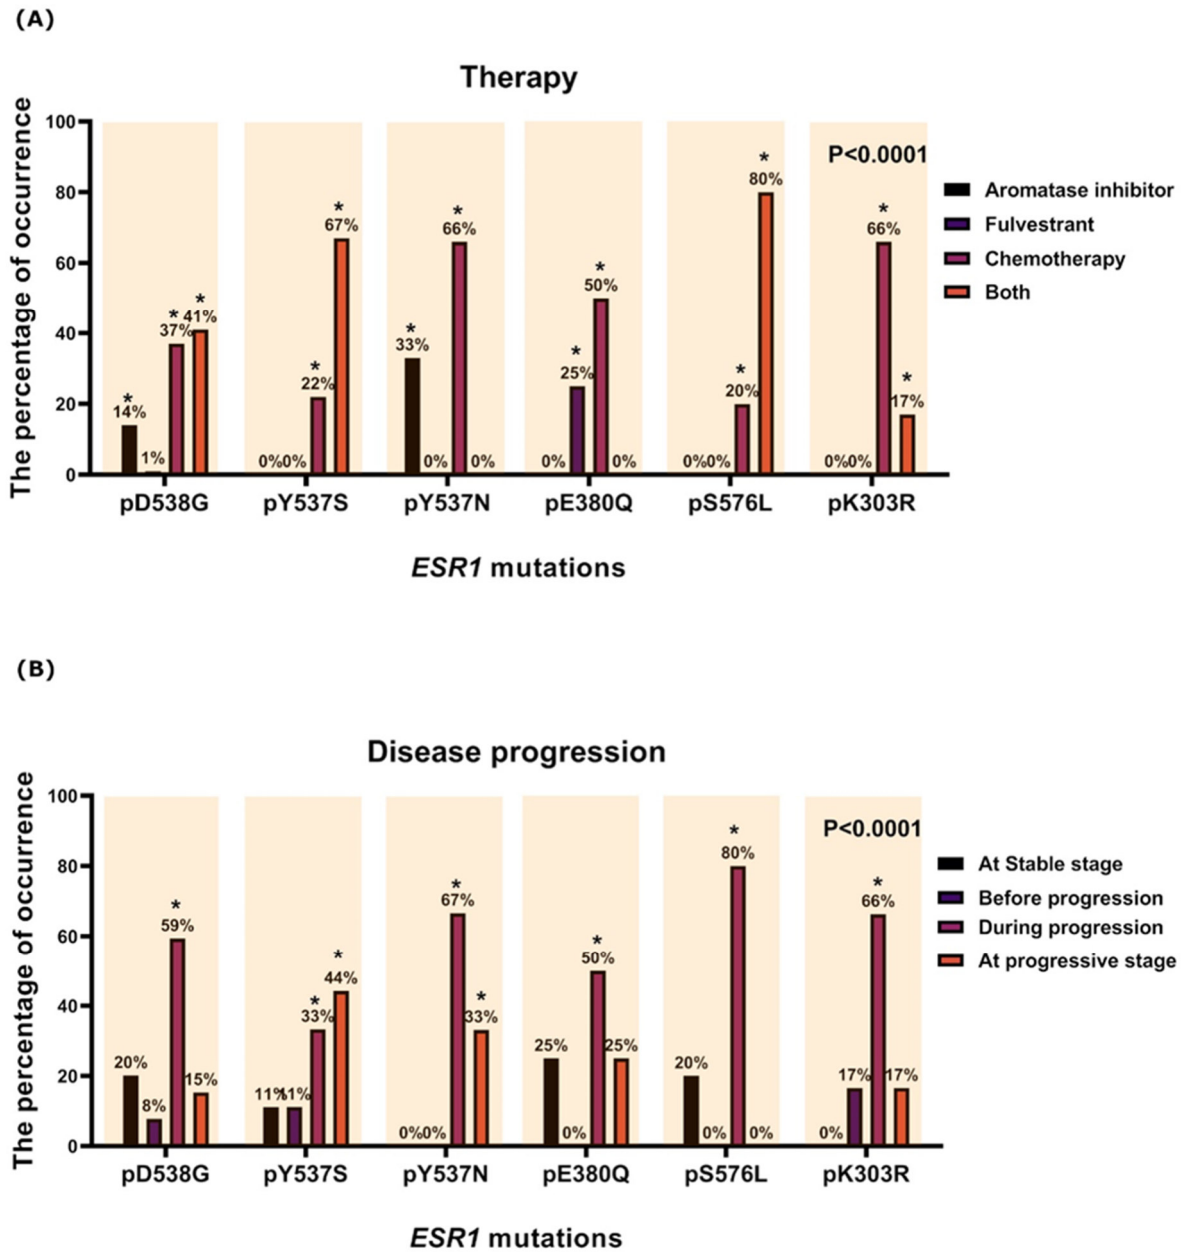 (A)
Therapy
The percentage of occurrence
100
80
60
40
20
0
14%
*
1%
37%
*
41%
*
0%
0%
22%
*
67%
*
33%
*
0%
66%
*
0%
0%
25%
*
50%
*
0%
0%
0%
20%
*
80%
*
0%
0%
66%
*
17%
*
P<0.0001
pD538G
pY537S
pY537N
pE380Q
pS576L
pK303R
ESR1 mutations
Aromatase inhibitor
Fulvestrant
Chemotherapy
Both
(B)
Disease progression
The percentage of occurrence
100
80
60
40
20
0
20%
8%
59%
*
15%
11%
11%
33%
*
44%
*
0%
0%
67%
*
33%
*
25%
0%
50%
*
25%
20%
0%
80%
*
0%
0%
17%
66%
*
17%
P<0.0001
pD538G
pY537S
pY537N
pE380Q
pS576L
pK303R
ESR1 mutations
At Stable stage
Before progression
During progression
At progressive stage